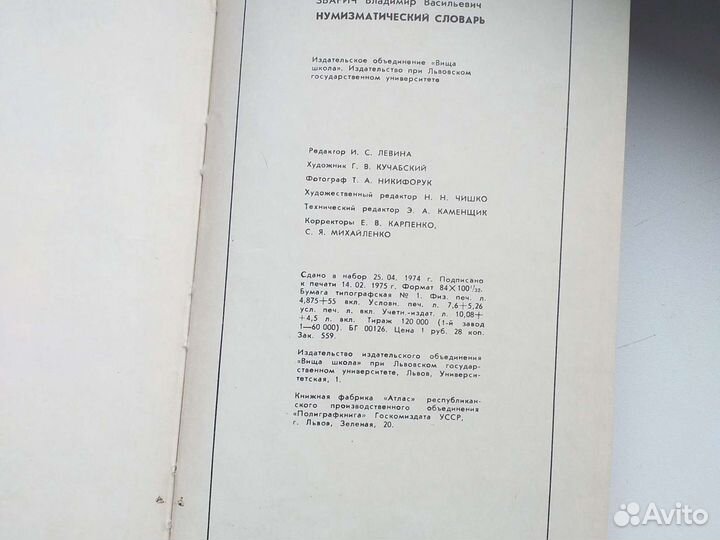 ЗВАРИЧ Владимир Васильевич
НУМИЗМАТИЧЕСКИЙ СЛОВАРЬ
Издательское объединение «Вища
школа». Издательство при Львовском
государственном университете
Редактор И. С. ЛЕВИНА
Художник Г. В. КУЧАБСКИЙ
Фотограф Т. А. НИКИФОРУК
Художественный редактор Н. Н. ЧИШКО
Технический редактор Э. А. КАМЕНЩИК
Корректоры Е. В. КАРПЕНКО,
С. Я. МИХАЙЛЕНКО
Сдано в набор 25. 04. 1974 г. Подписано
к печати 14. 02. 1975 г. Формат 84×100¹/₃₂.
Бумага типографская № 1. Физ. печ. л.
4,875+55 вкл. Условн. печ. л. 7,6+5,26
усл. печ. л. вкл. Учетн.-издат. л. 10,08+
+4,5 л. вкл. Тираж 120 000 (1-й завод
1—60 000). БГ 00126. Цена 1 руб. 28 коп.
Зак. 559.
Издательство издательского объединения
«Вища школа» при Львовском государ-
ственном университете, Львов, Универси-
тетская, 1.
Книжная фабрика «Атлас» республикан-
ского производственного объединения
«Полиграфкнига» Госкомиздата УССР,
г. Львов, Зеленая, 20.
Avito